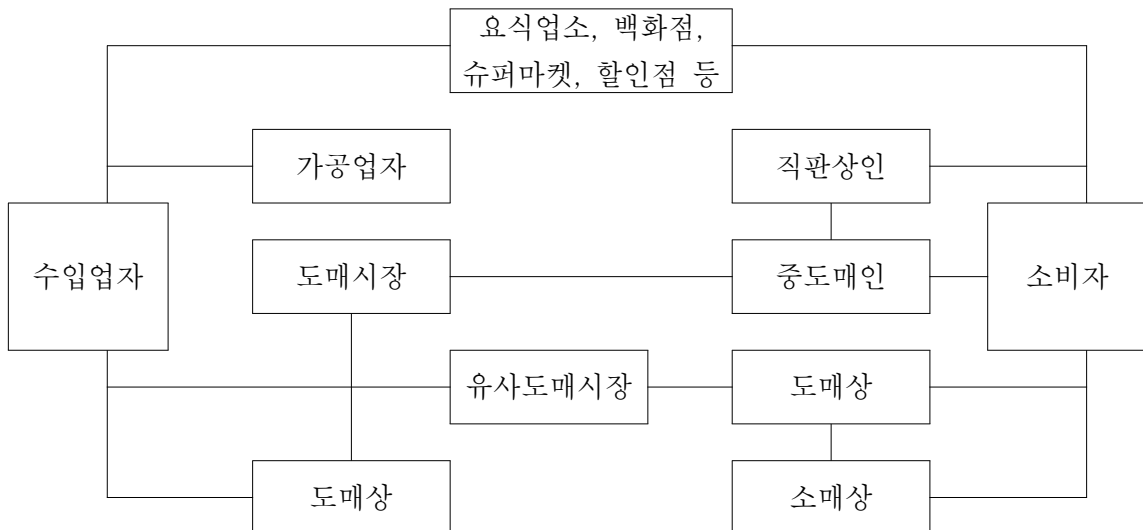 요식업소, 백화점,
슈퍼마켓, 할인점 등
가공업자
직판상인
수입업자
도매시장
중도매인
소비자
유사도매시장
도매상
도매상
소매상